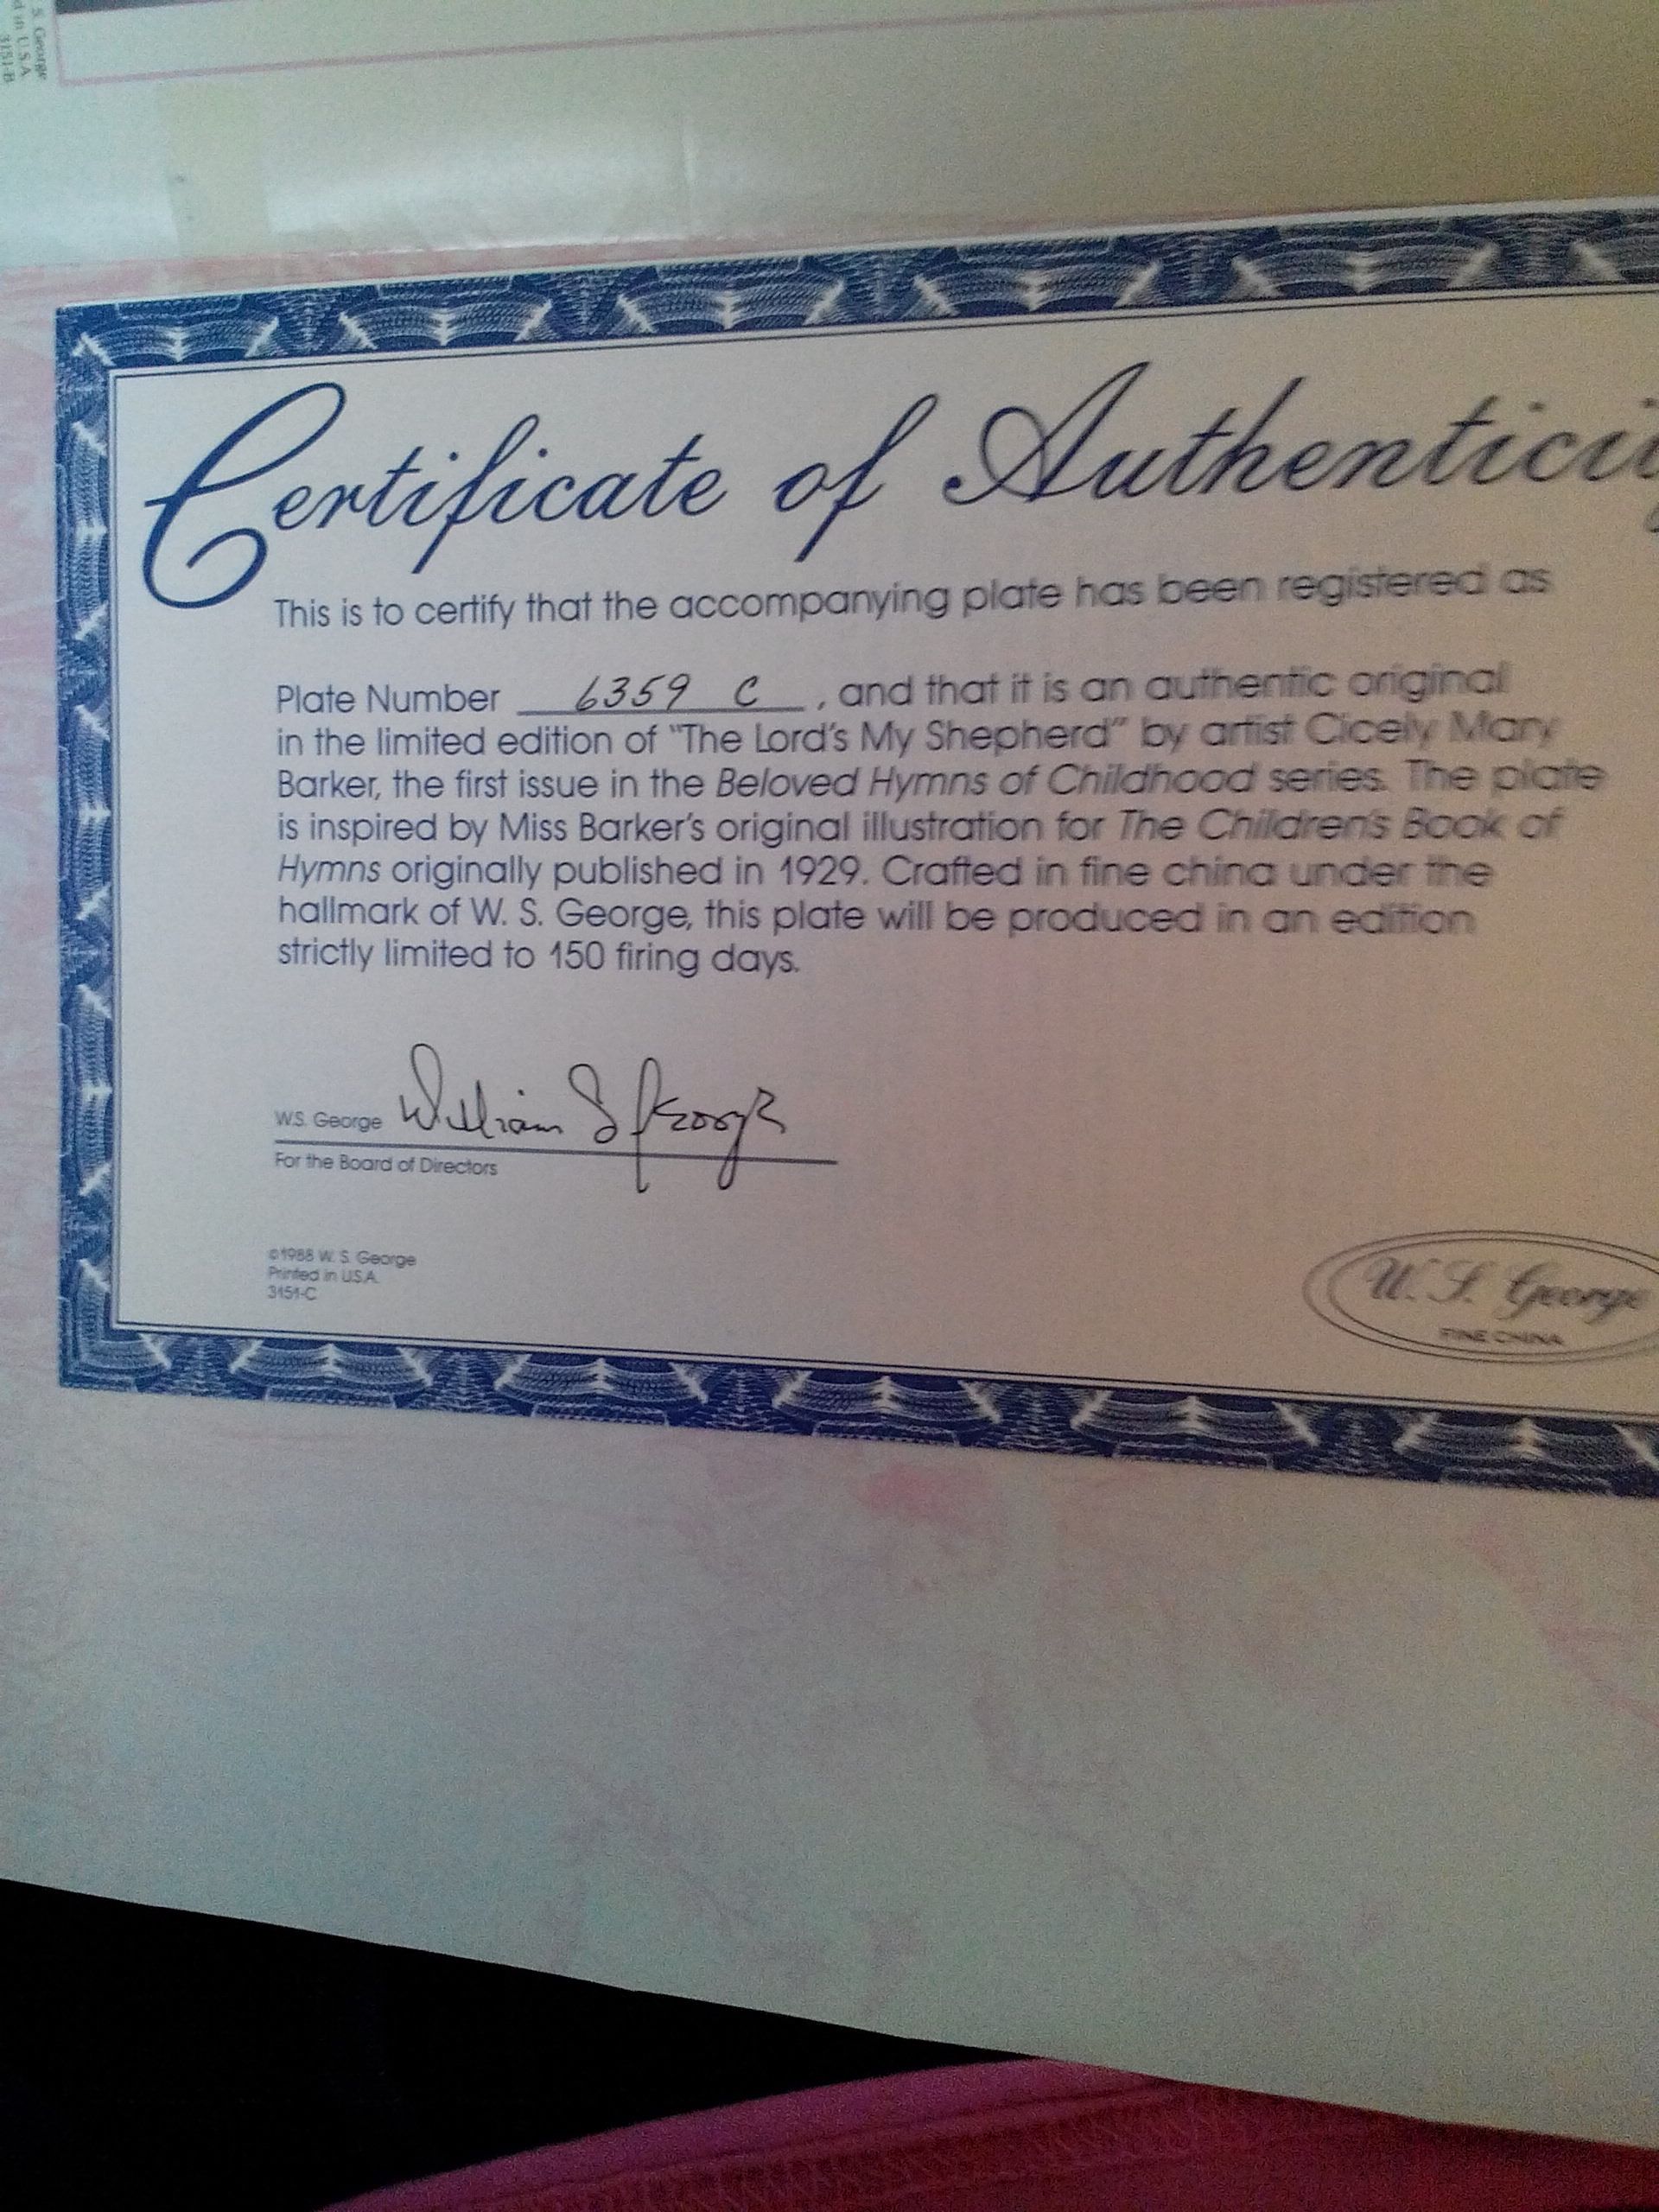 S. George
in U.S.A.
3151-B
Certificate of
This is to certify that the accompanying plate has been registered as
Plate Number 6359 C , and that it is an authentic original
in the limited edition of "The Lord's My Shepherd" by artist Cicely Mary
Barker, the first issue in the Beloved Hymns of Childhood series. The plate
is inspired by Miss Barker's original illustration for The Children's Book of
Hymns originally published in 1929. Crafted in fine china under the
hallmark of W. S. George, this plate will be produced in an edition
strictly limited to 150 firing days.
W.S. George William S George
For the Board of Directors
©1988 W. S. George
Printed in U.S.A.
3151-C
W. S. George
FINE CHINA